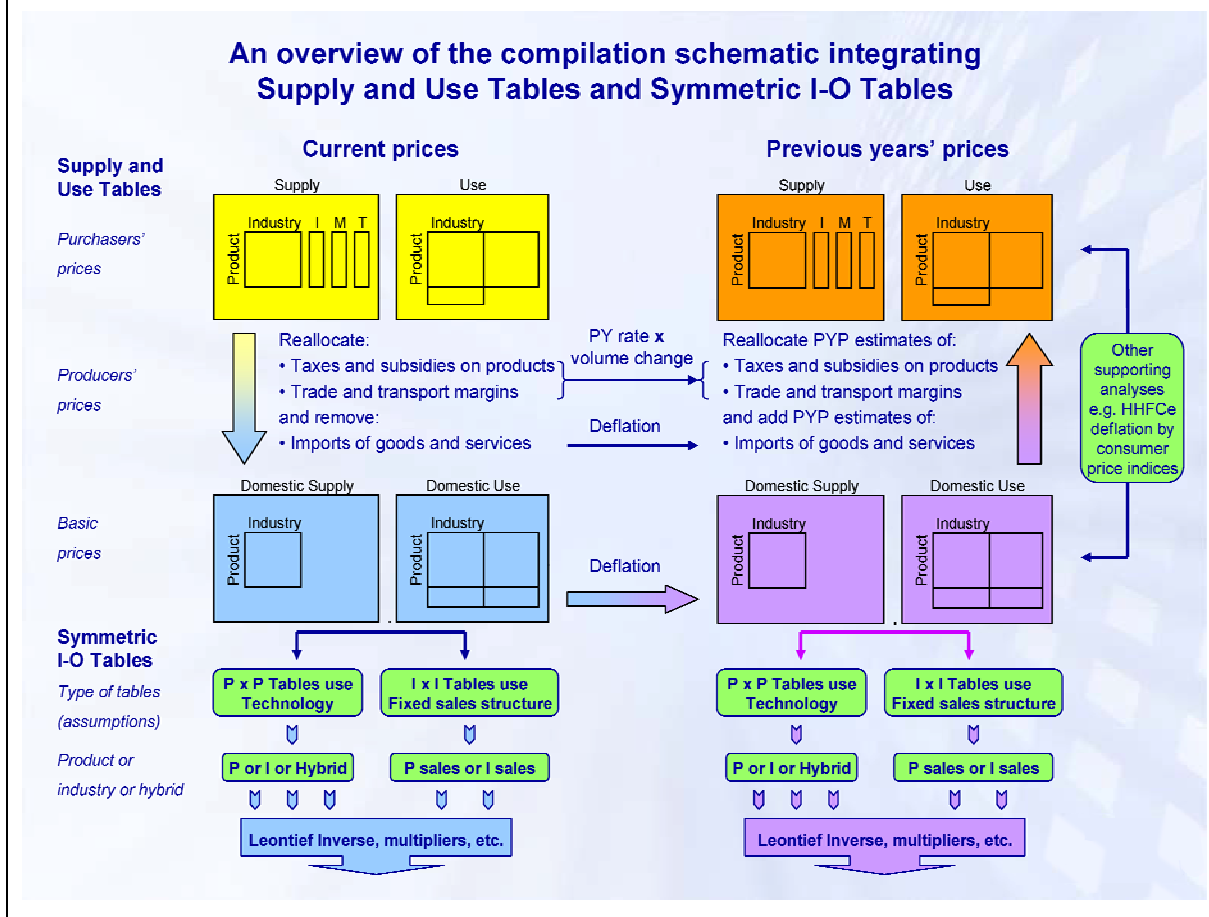 An overview of the compilation schematic integrating
Supply and Use Tables and Symmetric I-O Tables
Current prices
Previous years' prices
Supply and
Use Tables
Purchasers'
prices
Supply
Industry I M T
Product
Use
Industry
Product
Supply
Industry I M T
Product
Use
Industry
Product
Producers'
prices
Reallocate:
• Taxes and subsidies on products
• Trade and transport margins
and remove:
• Imports of goods and services
PY rate x
volume change
Deflation
Reallocate PYP estimates of:
• Taxes and subsidies on products
• Trade and transport margins
and add PYP estimates of:
• Imports of goods and services
Other
supporting
analyses
e.g. HHFCe
deflation by
consumer
price indices
Basic
prices
Domestic Supply
Industry
Product
Domestic Use
Industry
Product
Deflation
Domestic Supply
Industry
Product
Domestic Use
Industry
Product
Symmetric
I-O Tables
Type of tables
(assumptions)
P x P Tables use
Technology
I x I Tables use
Fixed sales structure
P x P Tables use
Technology
I x I Tables use
Fixed sales structure
Product or
industry or hybrid
P or I or Hybrid
P sales or I sales
P or I or Hybrid
P sales or I sales
Leontief Inverse, multipliers, etc.
Leontief Inverse, multipliers, etc.